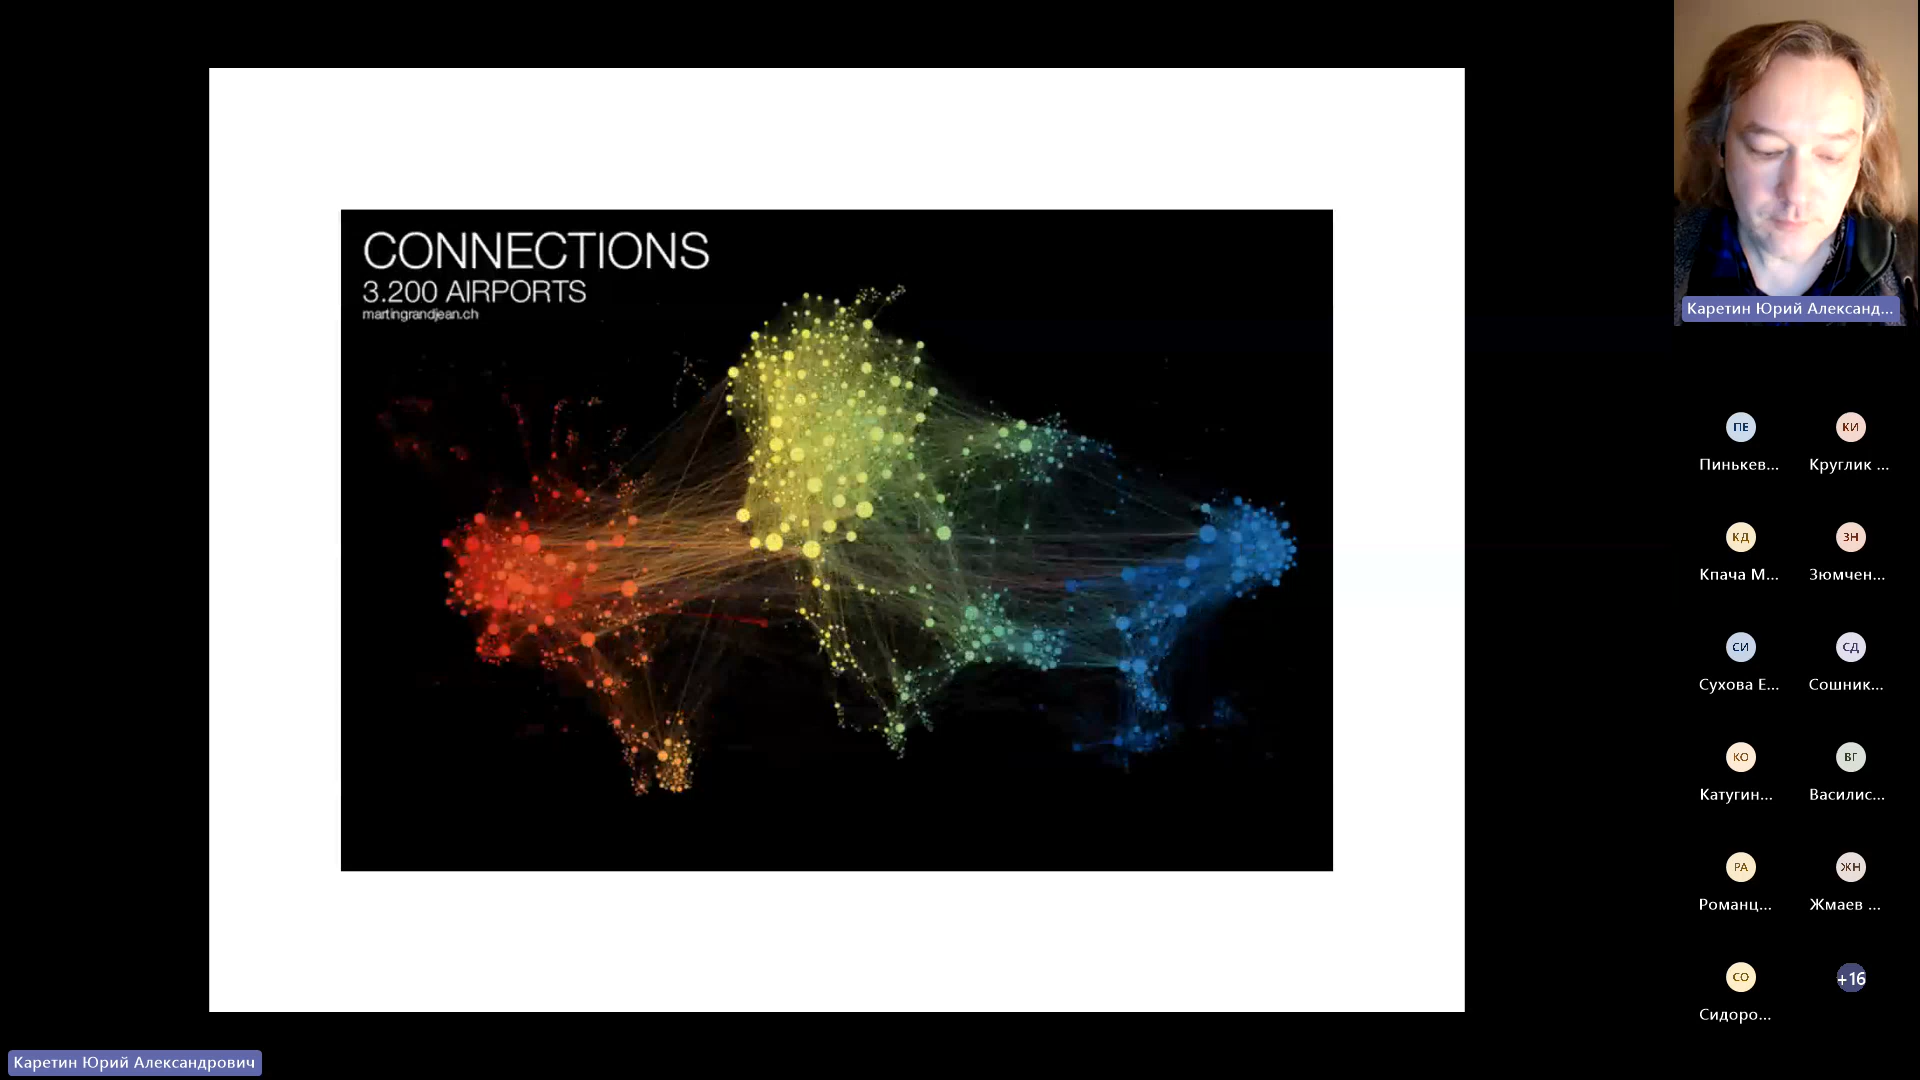 CONNECTIONS
3.200 AIRPORTS
martingrandjean.ch
Каретин Юрий Александ...
ПЕ
КИ
Пинькев...
Круглик ...
КД
ЗН
Кпача М...
Зюмчен...
СИ
СД
Сухова Е...
Сошник...
КО
ВГ
Катугин...
Василис...
РА
ЖН
Романц...
Жмаев ...
СО
+16
Сидоро...
Каретин Юрий Александрович